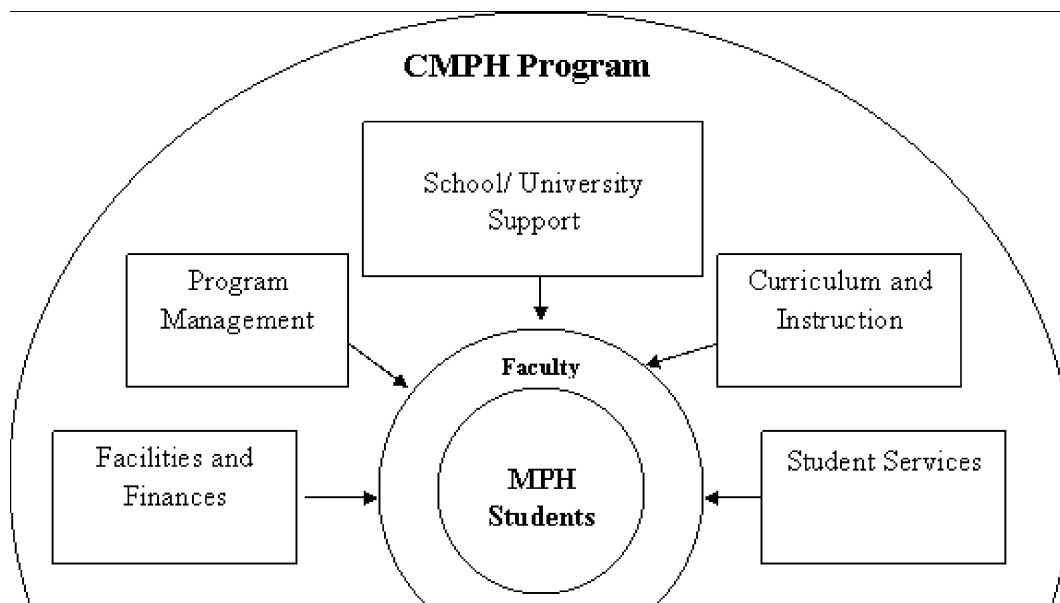 CMPH Program
School/ University
Support
Program
Management
Curriculum and
Instruction
Faculty
Facilities and
Finances
MPH
Students
Student Services